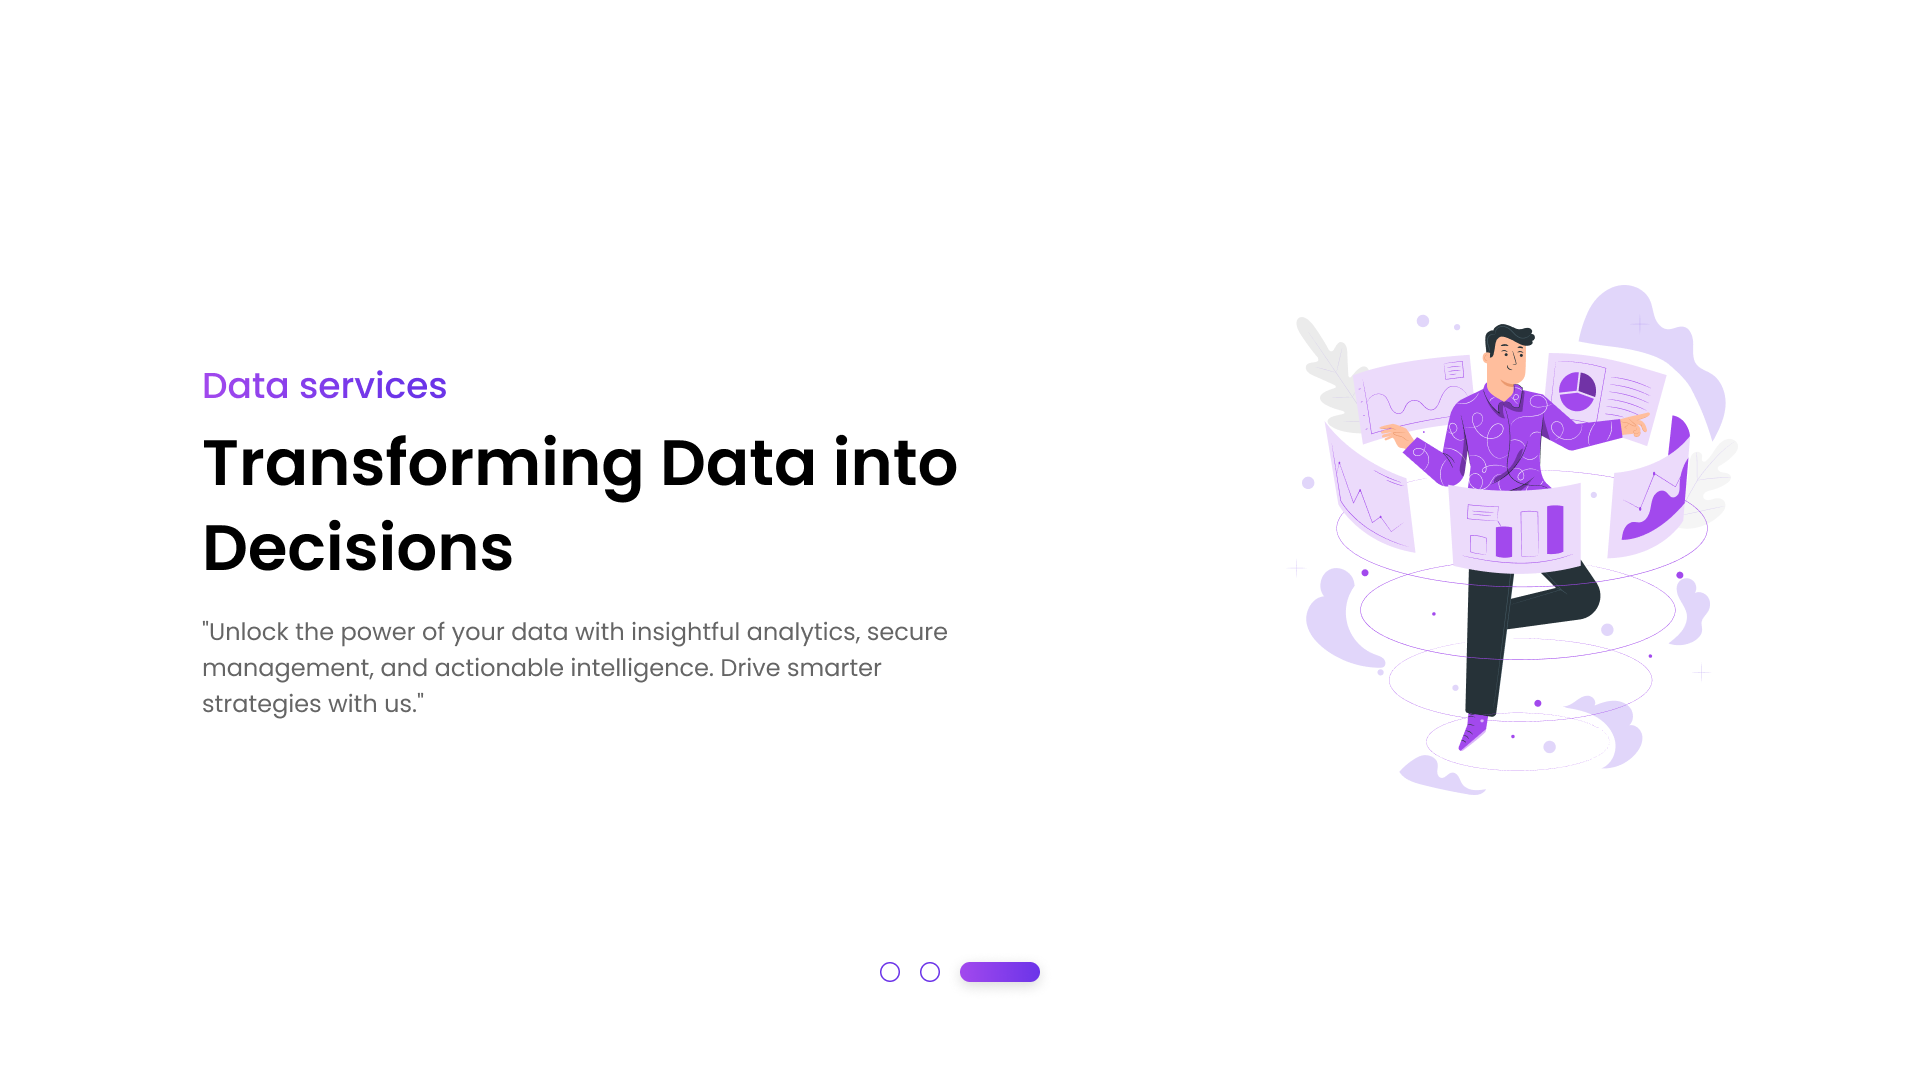 Data services
Transforming Data into
Decisions
"Unlock the power of your data with insightful analytics, secure
management, and actionable intelligence. Drive smarter
strategies with us."